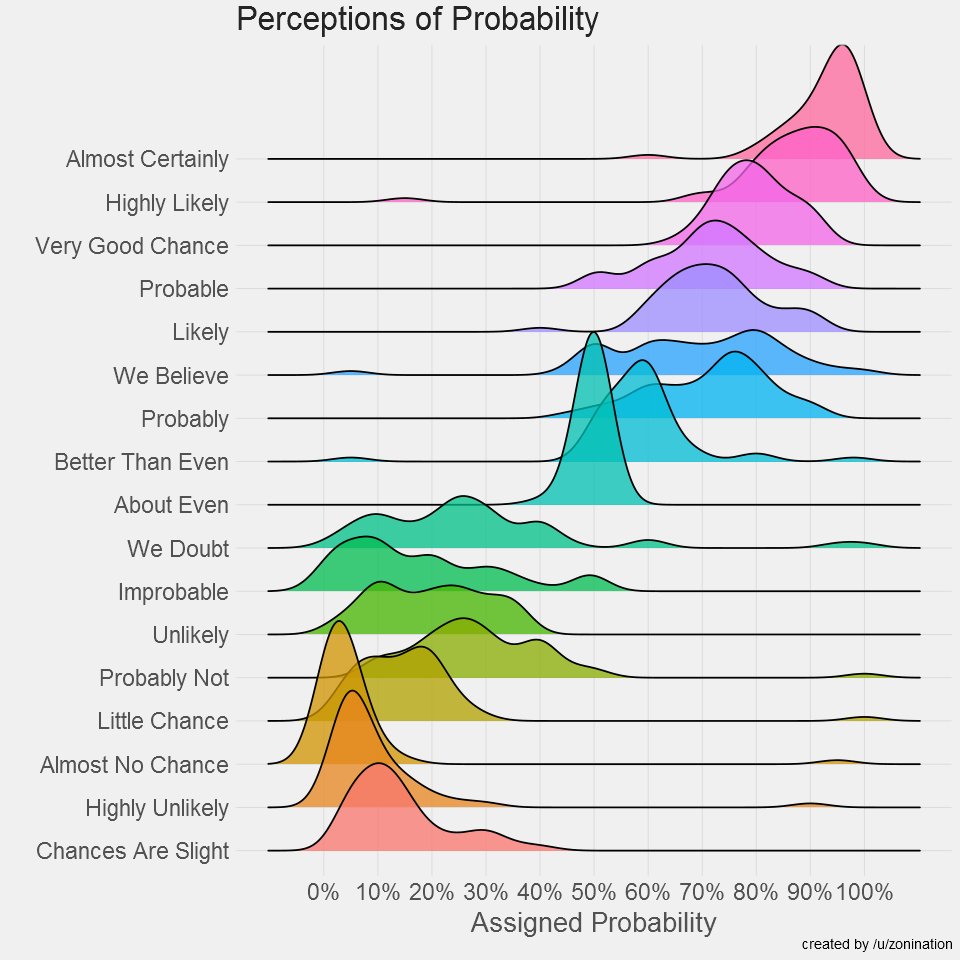 Perceptions of Probability
Almost Certainly
Highly Likely
Very Good Chance
Probable
Likely
We Believe
Probably
Better Than Even
About Even
We Doubt
Improbable
Unlikely
Probably Not
Little Chance
Almost No Chance
Highly Unlikely
Chances Are Slight
0% 10% 20% 30% 40% 50% 60% 70% 80% 90% 100%
Assigned Probability
created by /u/zonination